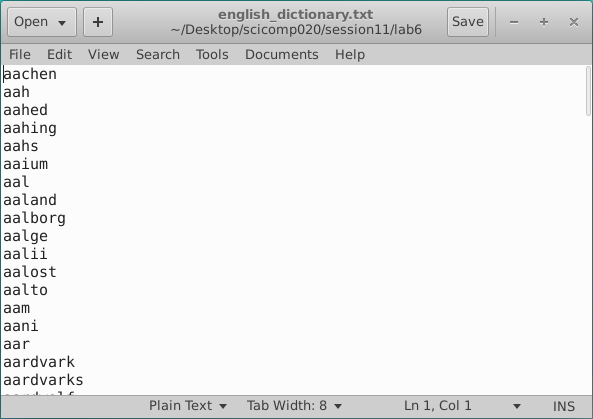 Open
english_dictionary.txt
~/Desktop/scicomp020/session11/lab6
Save
File Edit View Search Tools Documents Help
aachen
aah
aahed
aahing
aahs
aaium
aal
aaland
aalborg
aalge
aalii
aalost
aalto
aam
aani
aar
aardvark
aardvarks
Plain Text Tab Width: 8 Ln 1, Col 1 INS